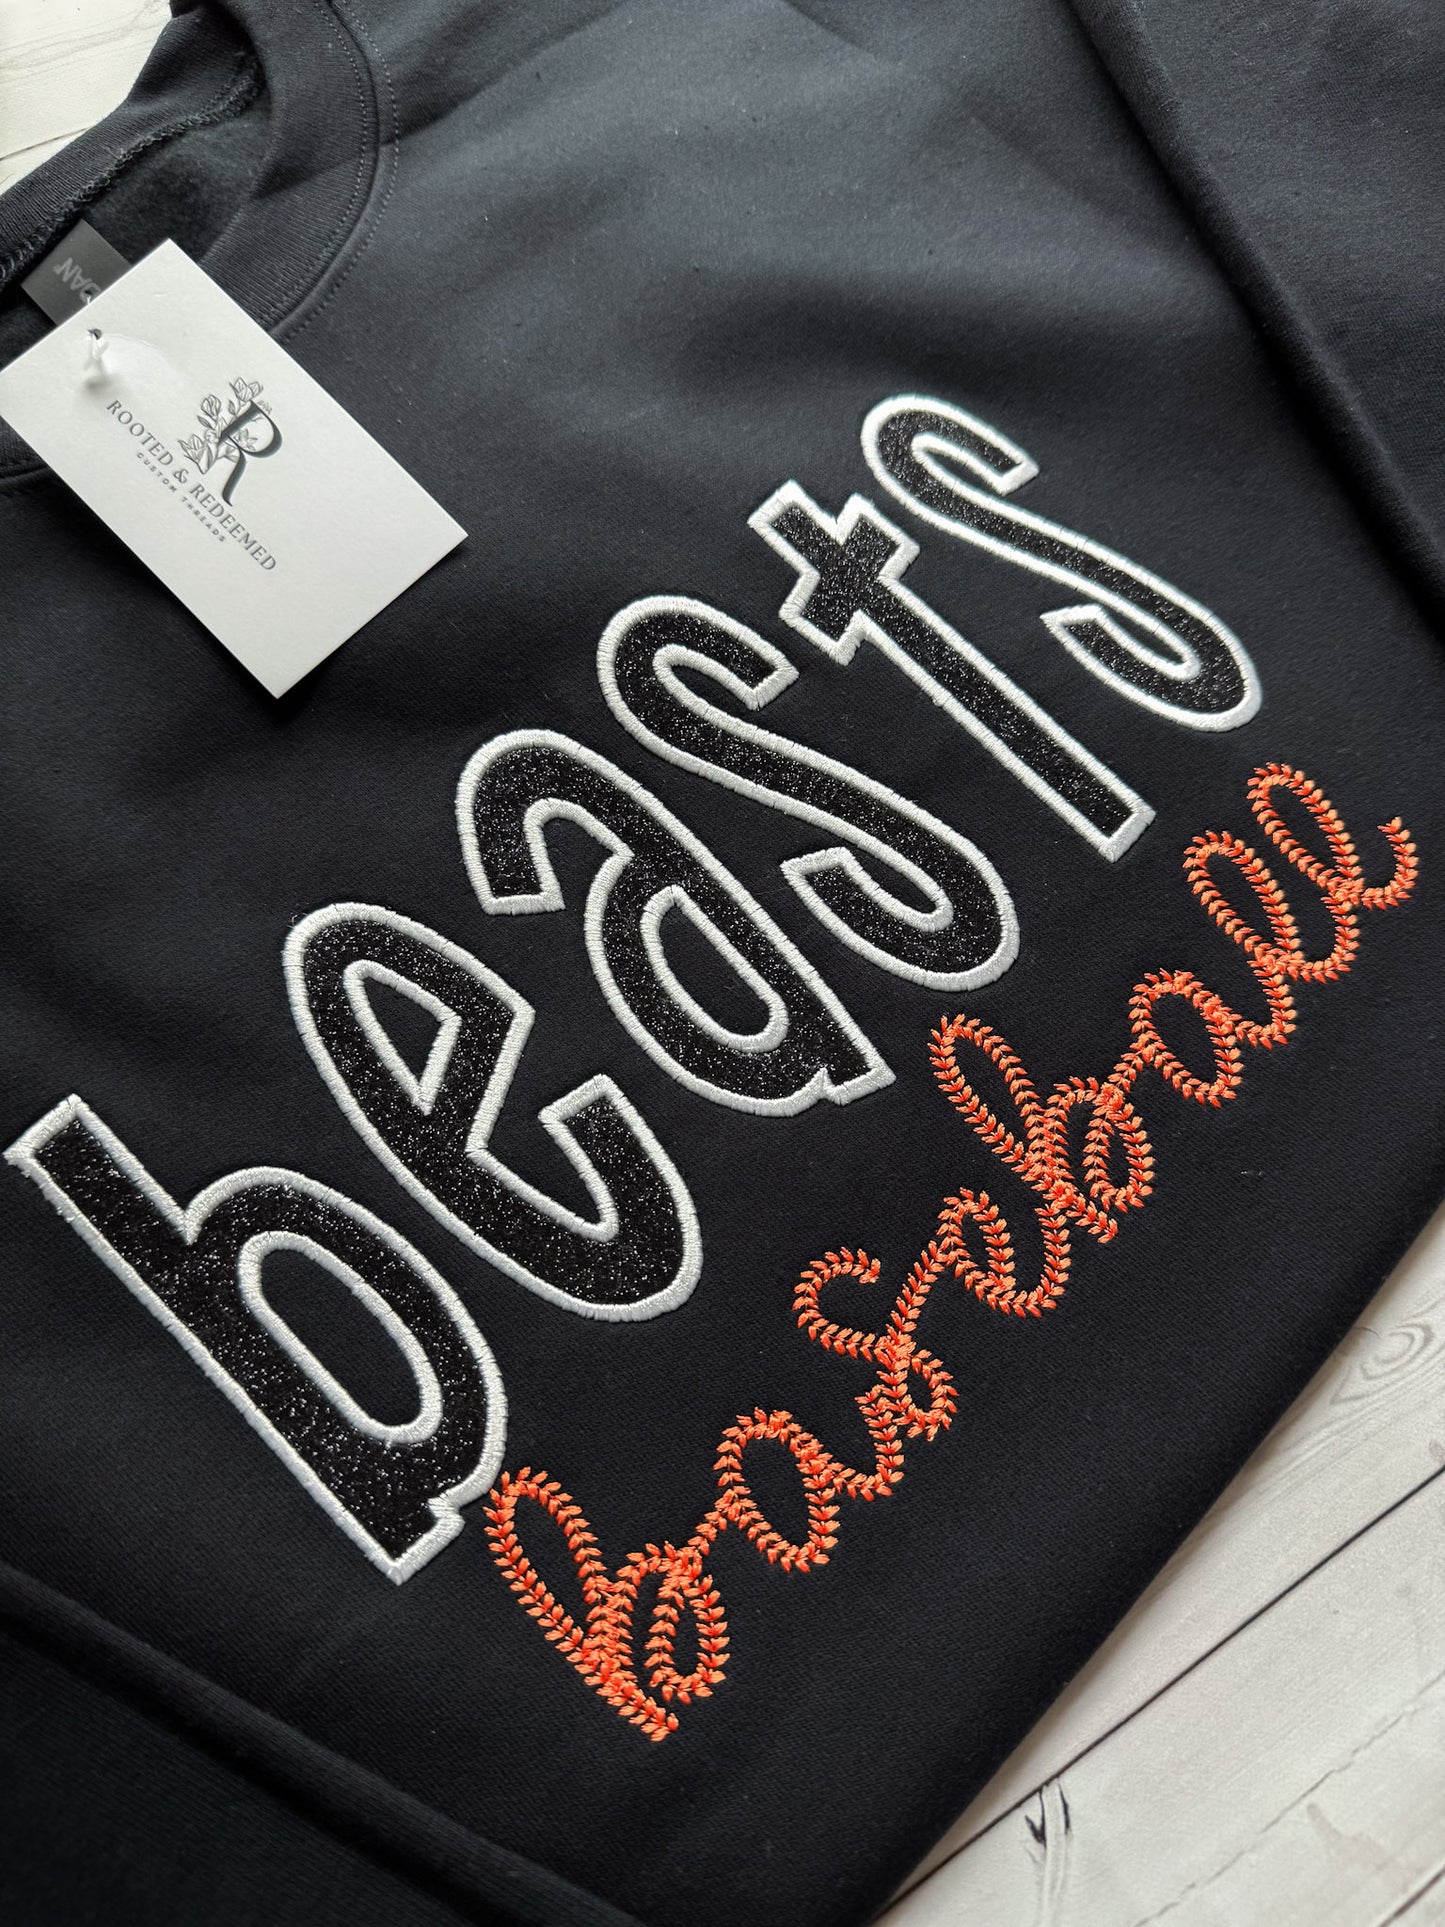 R
ROOTED & REDEEMED
CUSTOM THREADS
beasts
baseball